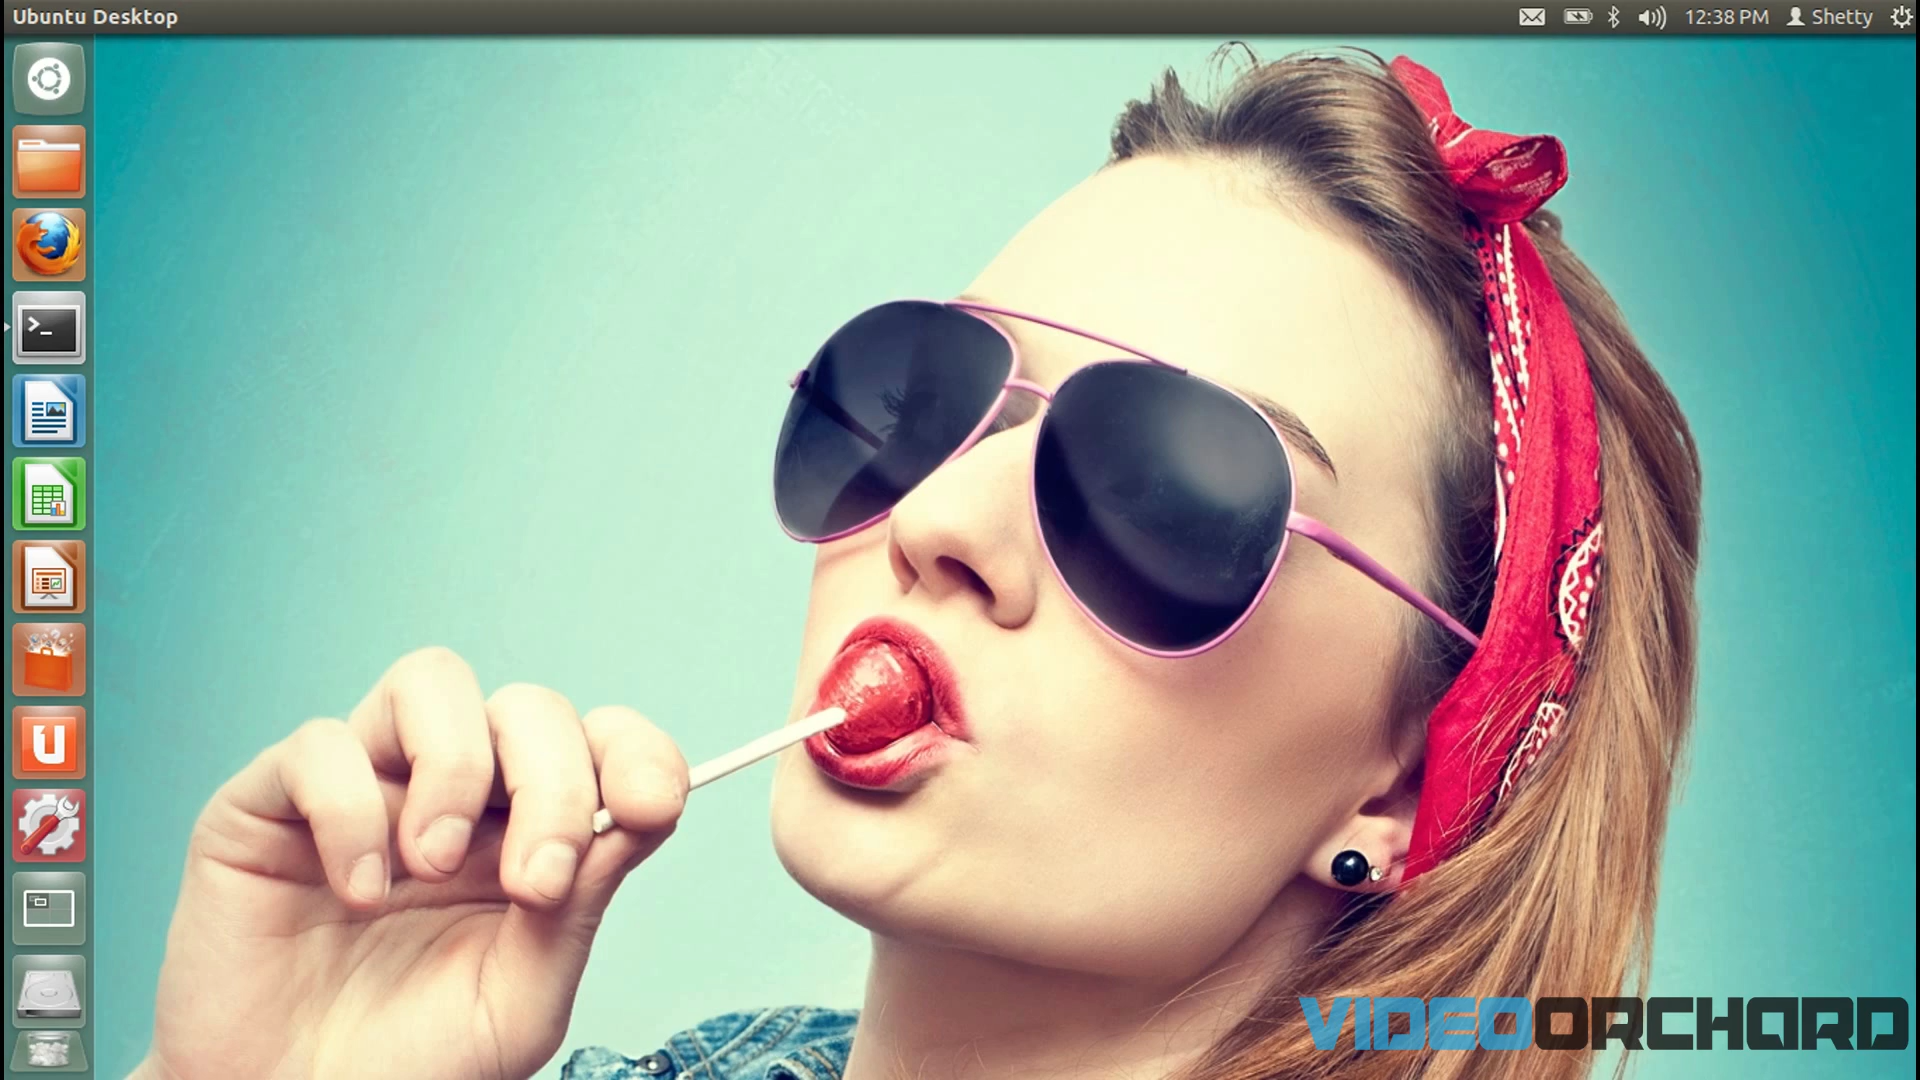 Ubuntu Desktop
12:38 PM
Shetty
>_
U
VIDEOORCHARD